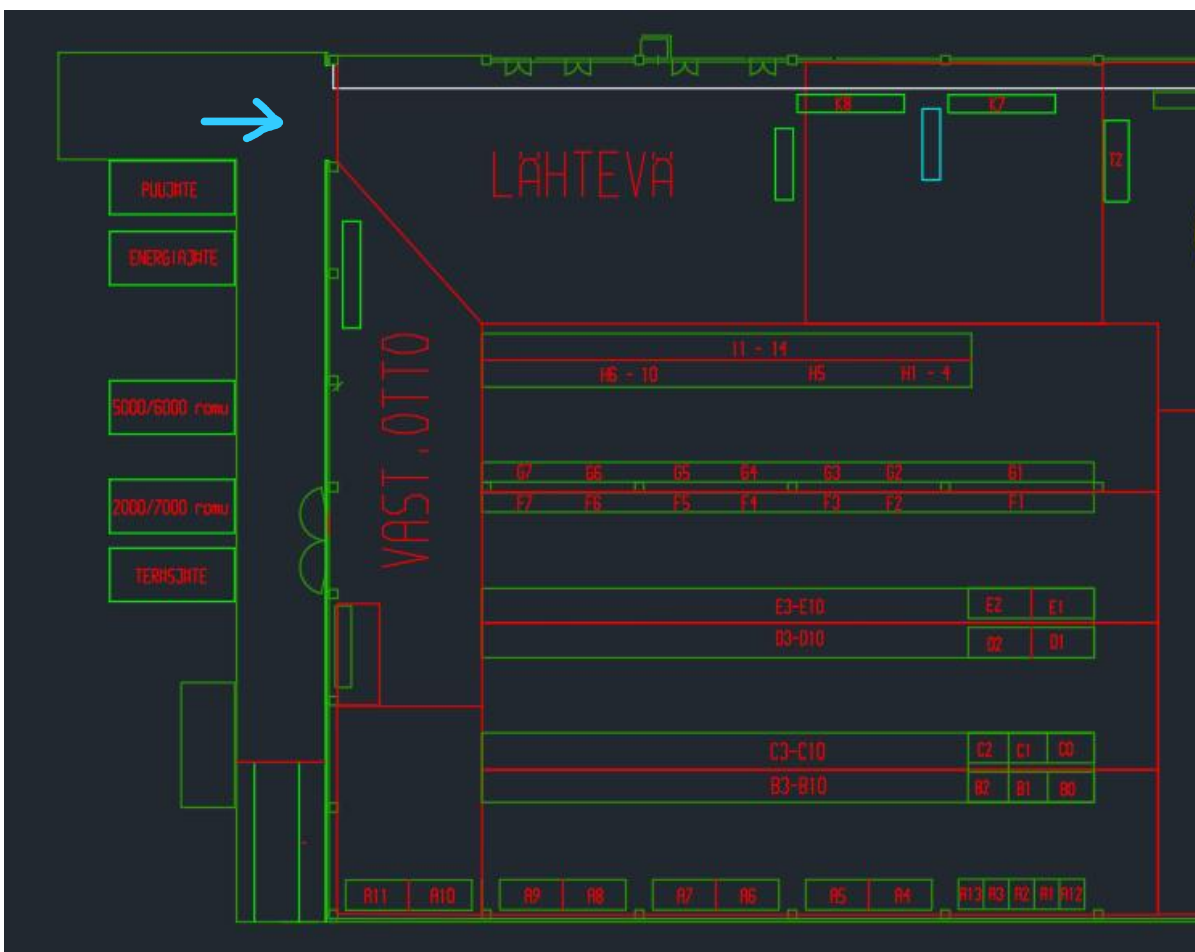 K8
K7
T2
LÄHTEVÄ
PUUJÄTE
ENERGIAJÄTE
5000/6000 romu
2000/7000 romu
VAST.OTTO
I1 - 14
H6 - 10
H5
H1 - 4
G7
G6
G5
G4
G3
G2
G1
F7
F6
F5
F4
F3
F2
F1
E3-E10
E2
E1
D3-D10
D2
D1
C3-C10
C2
C1
C0
B3-B10
B2
B1
B0
A11
A10
A9
A8
A7
A6
A5
A4
A13
A3
A2
A1
A12